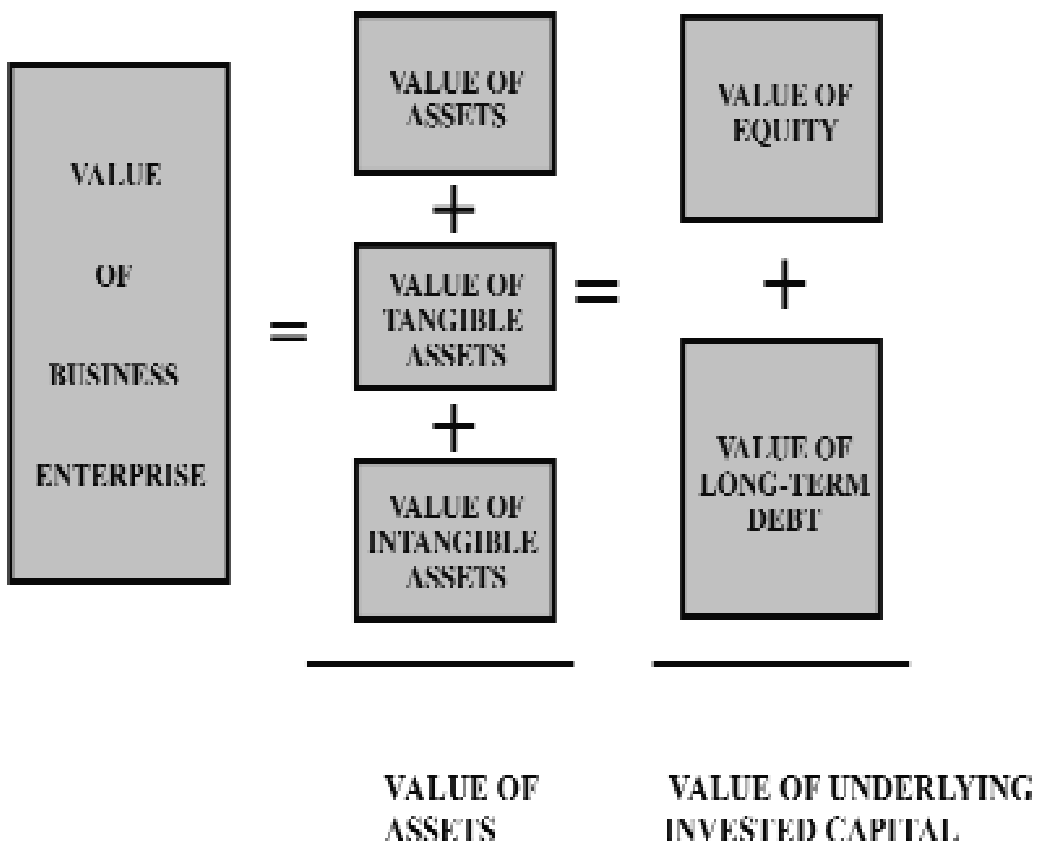 VALUE
OF
BUSINESS
ENTERPRISE
=
VALUE OF
ASSETS
+
VALUE OF
TANGIBLE
ASSETS
+
VALUE OF
INTANGIBLE
ASSETS
=
VALUE OF
EQUITY
+
VALUE OF
LONG-TERM
DEBT
VALUE OF
ASSETS
VALUE OF UNDERLYING
INVESTED CAPITAL